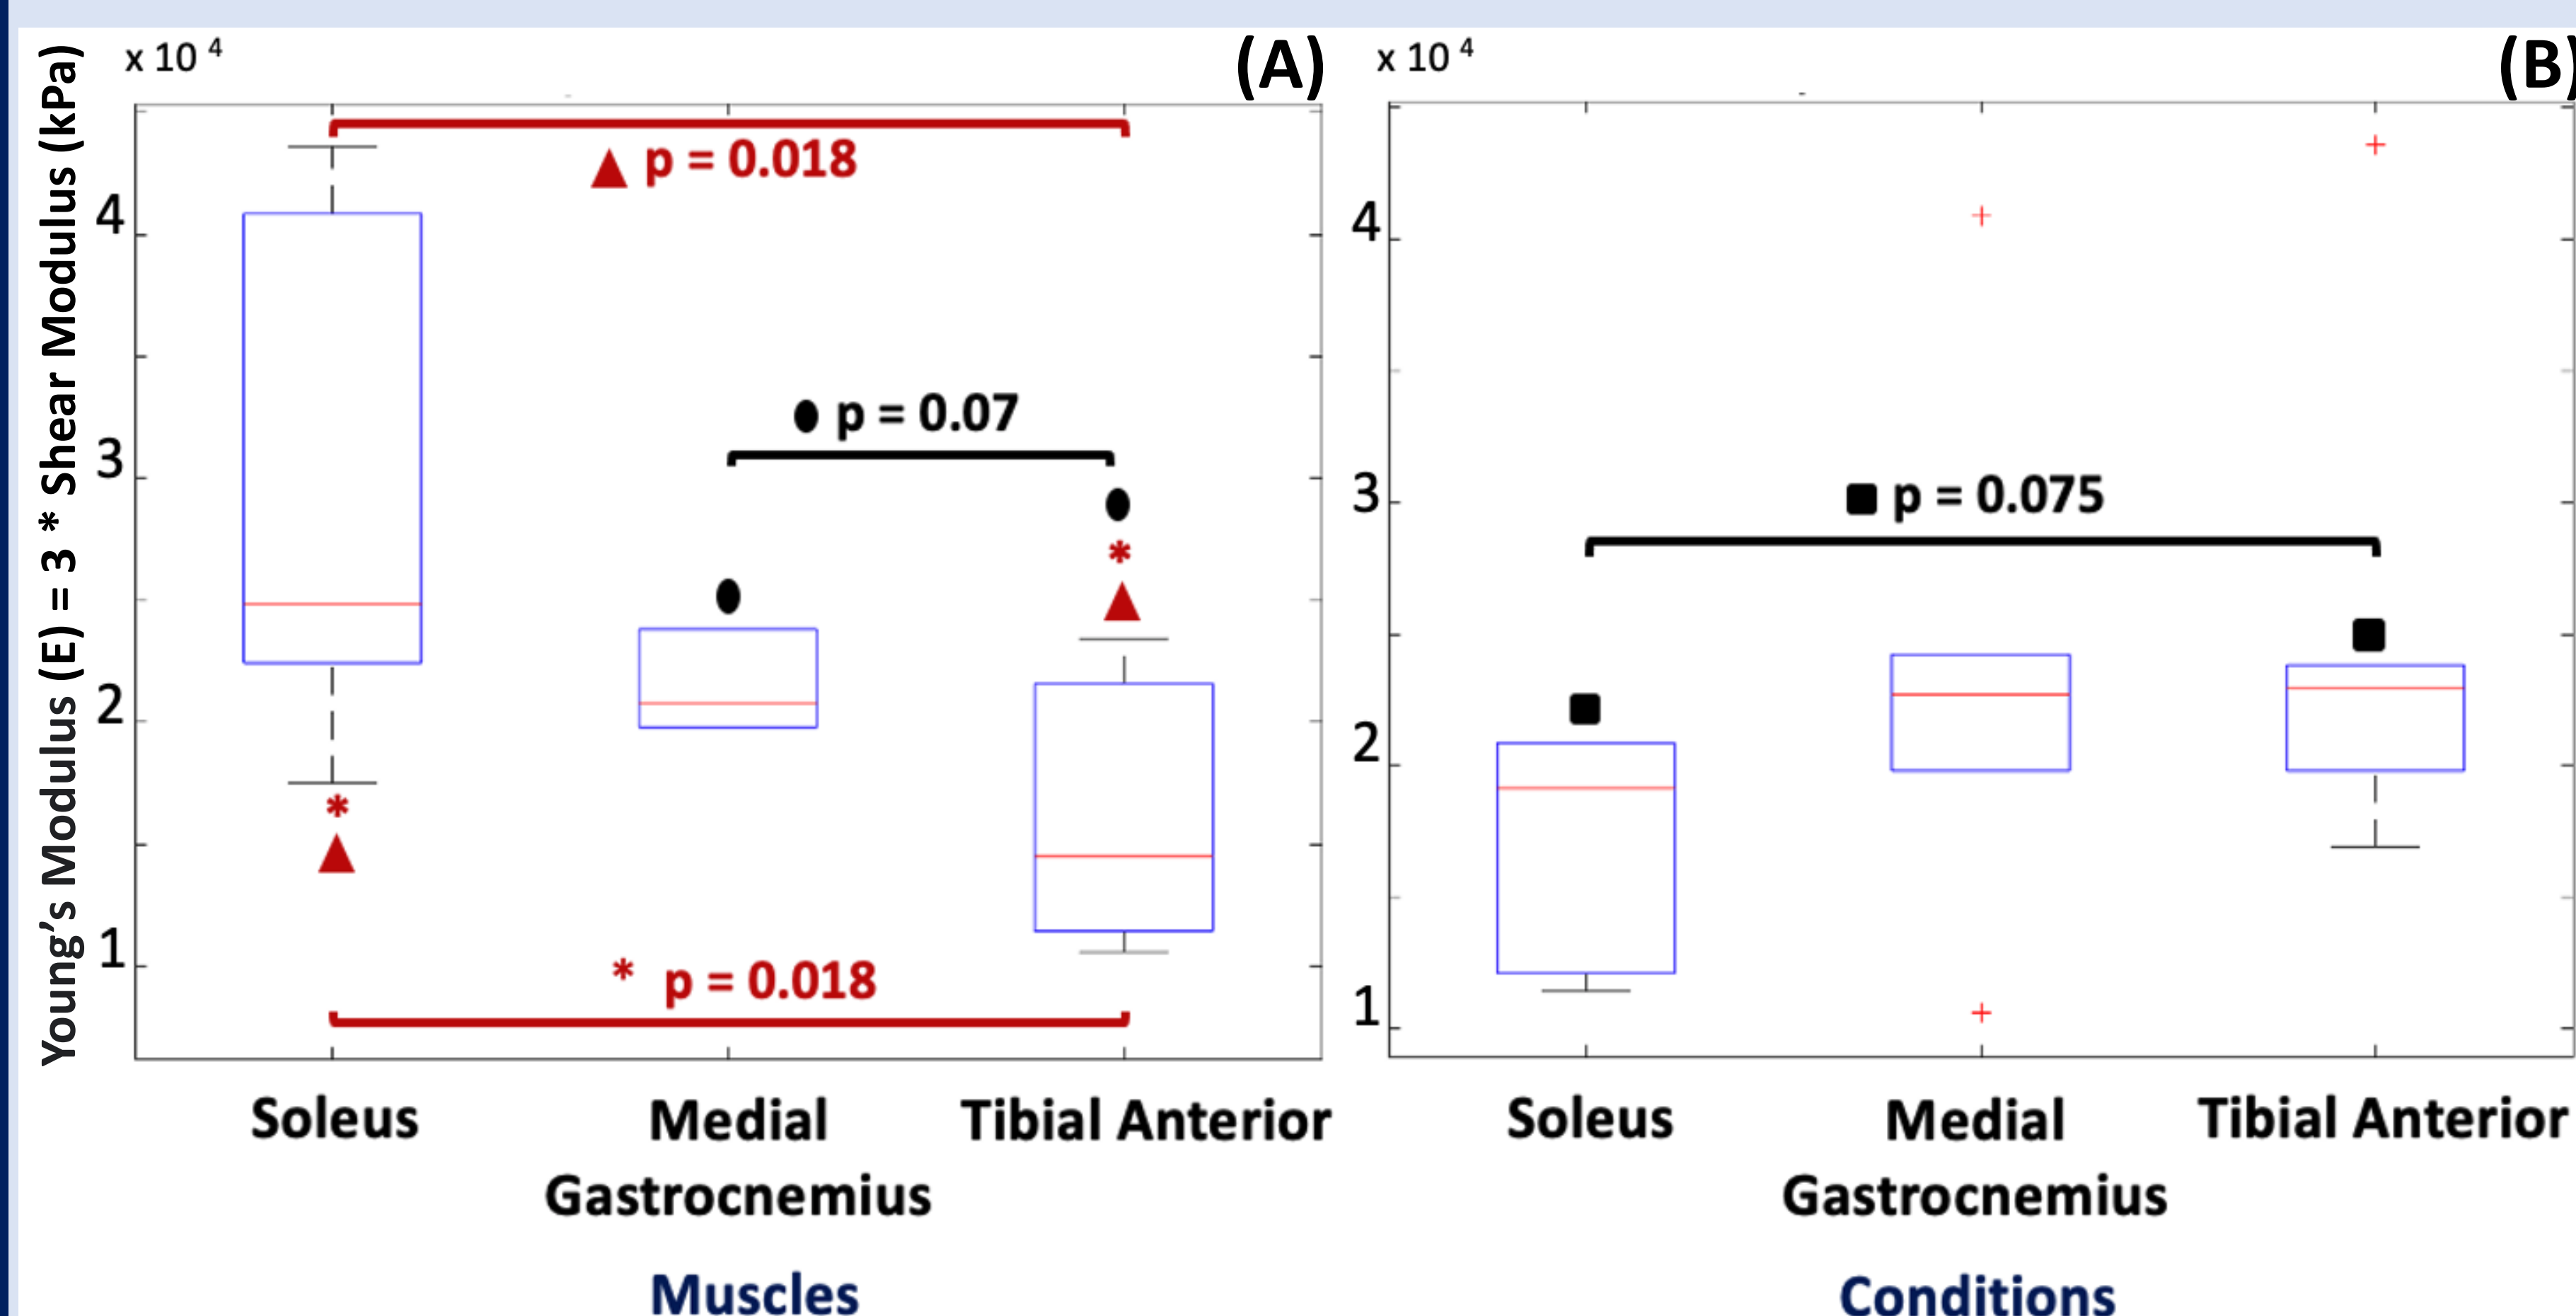 Young's Modulus (E) = 3 * Shear Modulus (kPa)
x 10 4
(A)
4
3
2
1
▲ p = 0.018
● p = 0.07
●
●
*
▲
*
▲
* p = 0.018
Soleus
Medial
Gastrocnemius
Tibial Anterior
Muscles
x 10 4
(B)
4
3
2
1
■ p = 0.075
■
■
Soleus
Medial
Gastrocnemius
Tibial Anterior
Conditions